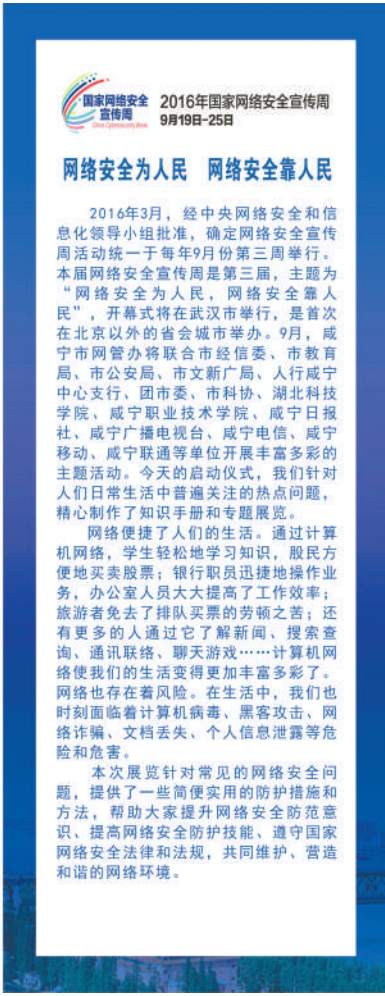 国家网络安全
宣传周
China Cybersecurity Week
2016年国家网络安全宣传周
9月19日-25日
网络安全为人民 网络安全靠人民
2016年3月，经中央网络安全和信
息化领导小组批准，确定网络安全宣传
周活动统一于每年9月份第三周举行。
本届网络安全宣传周是第三届，主题为
“网络安全为人民，网络安全靠人
民”，开幕式将在武汉市举行，是首次
在北京以外的省会城市举办。9月，咸
宁市网管办将联合市经信委、市教育
局、市公安局、市文新广局、人行咸宁
中心支行、团市委、市科协、湖北科技
学院、咸宁职业技术学院、咸宁日报
社、咸宁广播电视台、咸宁电信、咸宁
移动、咸宁联通等单位开展丰富多彩的
主题活动。今天的启动仪式，我们针对
人们日常生活中普遍关注的热点问题，
精心制作了知识手册和专题展览。
网络便捷了人们的生活。通过计算
机网络，学生轻松地学习知识，股民方
便地买卖股票；银行职员迅捷地操作业
务，办公室人员大大提高了工作效率；
旅游者免去了排队买票的劳顿之苦；还
有更多的人通过它了解新闻、搜索查
询、通讯联络、聊天游戏……计算机网
络使我们的生活变得更加丰富多彩了。
网络也存在着风险。在生活中，我们也
时刻面临着计算机病毒、黑客攻击、网
络诈骗、文档丢失、个人信息泄露等危
险和危害。
本次展览针对常见的网络安全问
题，提供了一些简便实用的防护措施和
方法，帮助大家提升网络安全防范意
识、提高网络安全防护技能、遵守国家
网络安全法律和法规，共同维护、营造
和谐的网络环境。